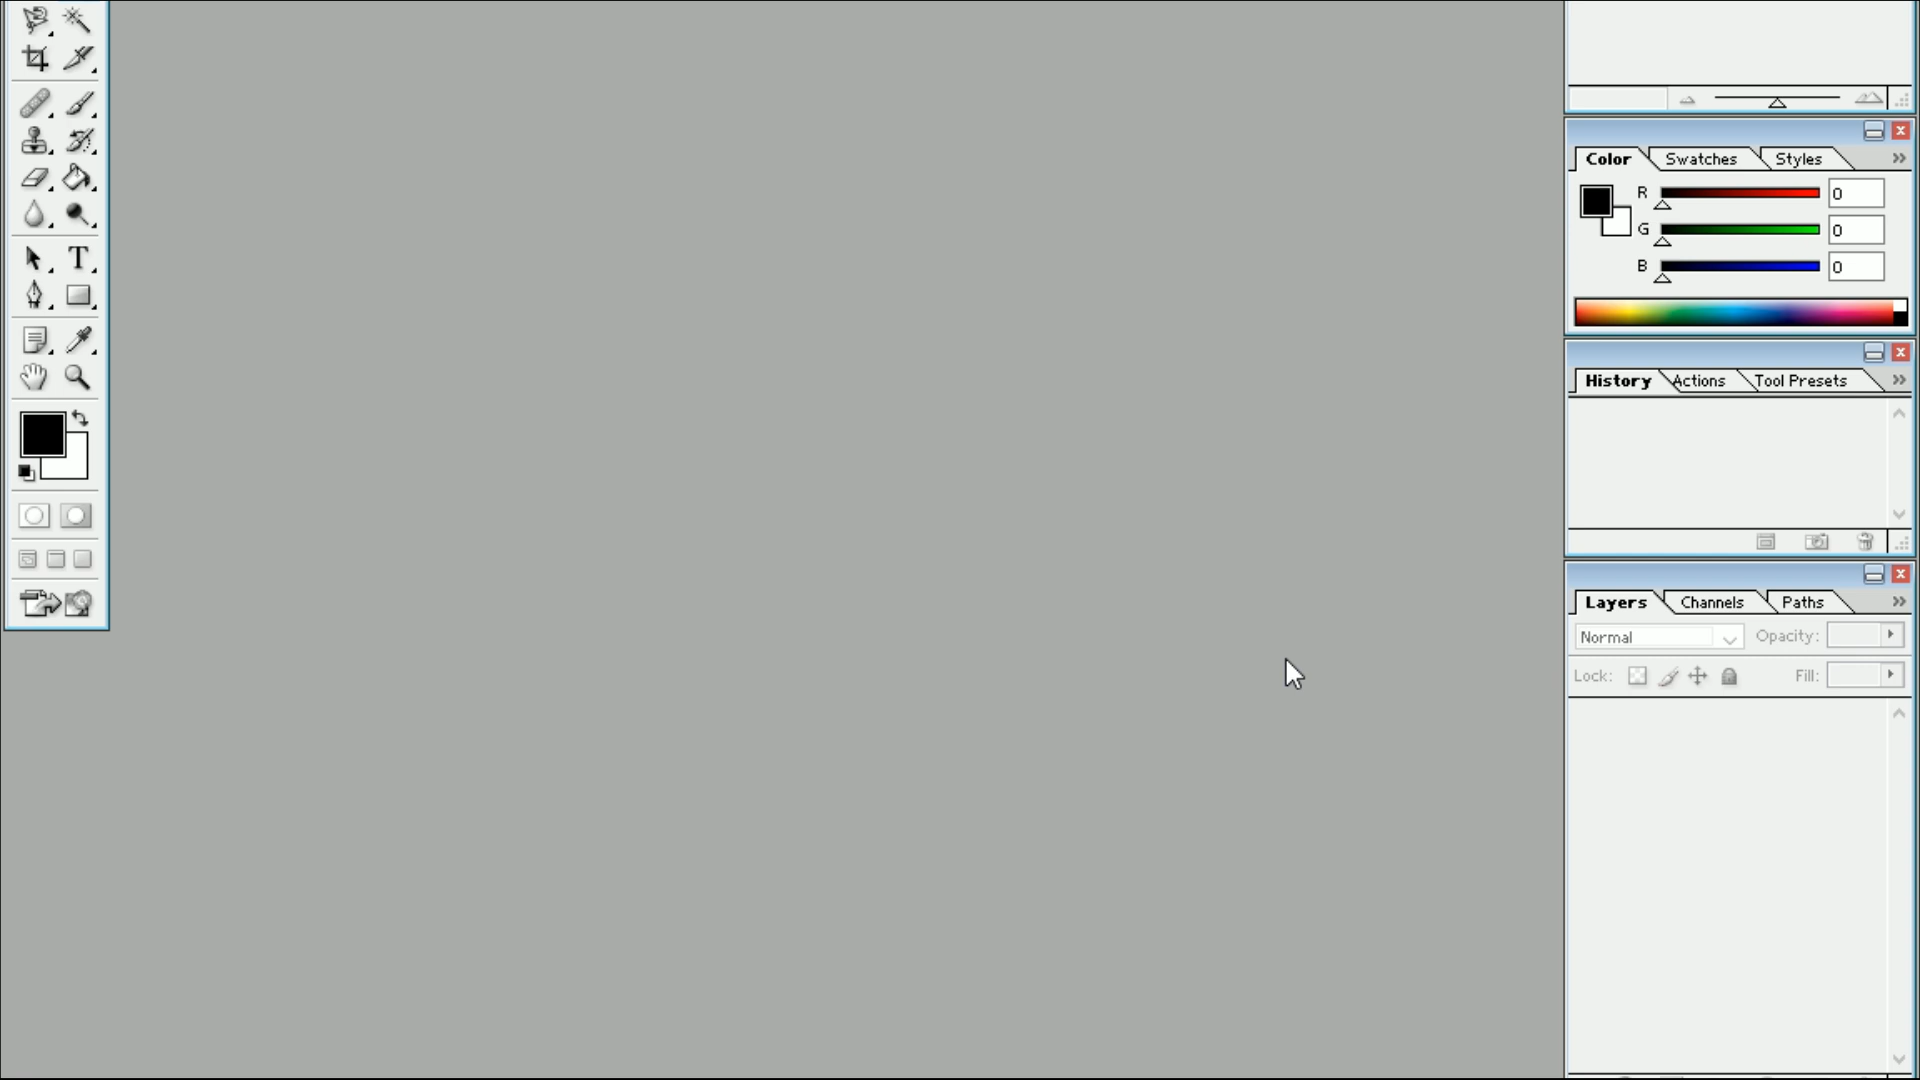 Color Swatches Styles
R 0
G 0
B 0
History Actions Tool Presets
Layers Channels Paths
Normal Opacity:
Lock: Fill:
T